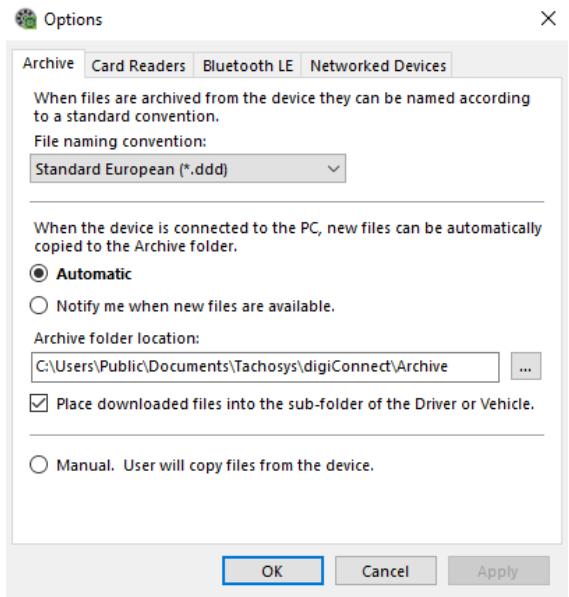 Options
Archive
Card Readers
Bluetooth LE
Networked Devices
When files are archived from the device they can be named according
to a standard convention.
File naming convention:
Standard European (*.ddd)
When the device is connected to the PC, new files can be automatically
copied to the Archive folder.
Automatic
Notify me when new files are available.
Archive folder location:
C:\Users\Public\Documents\Tachosys\digiConnect\Archive
...
Place downloaded files into the sub-folder of the Driver or Vehicle.
Manual.  User will copy files from the device.
OK
Cancel
Apply